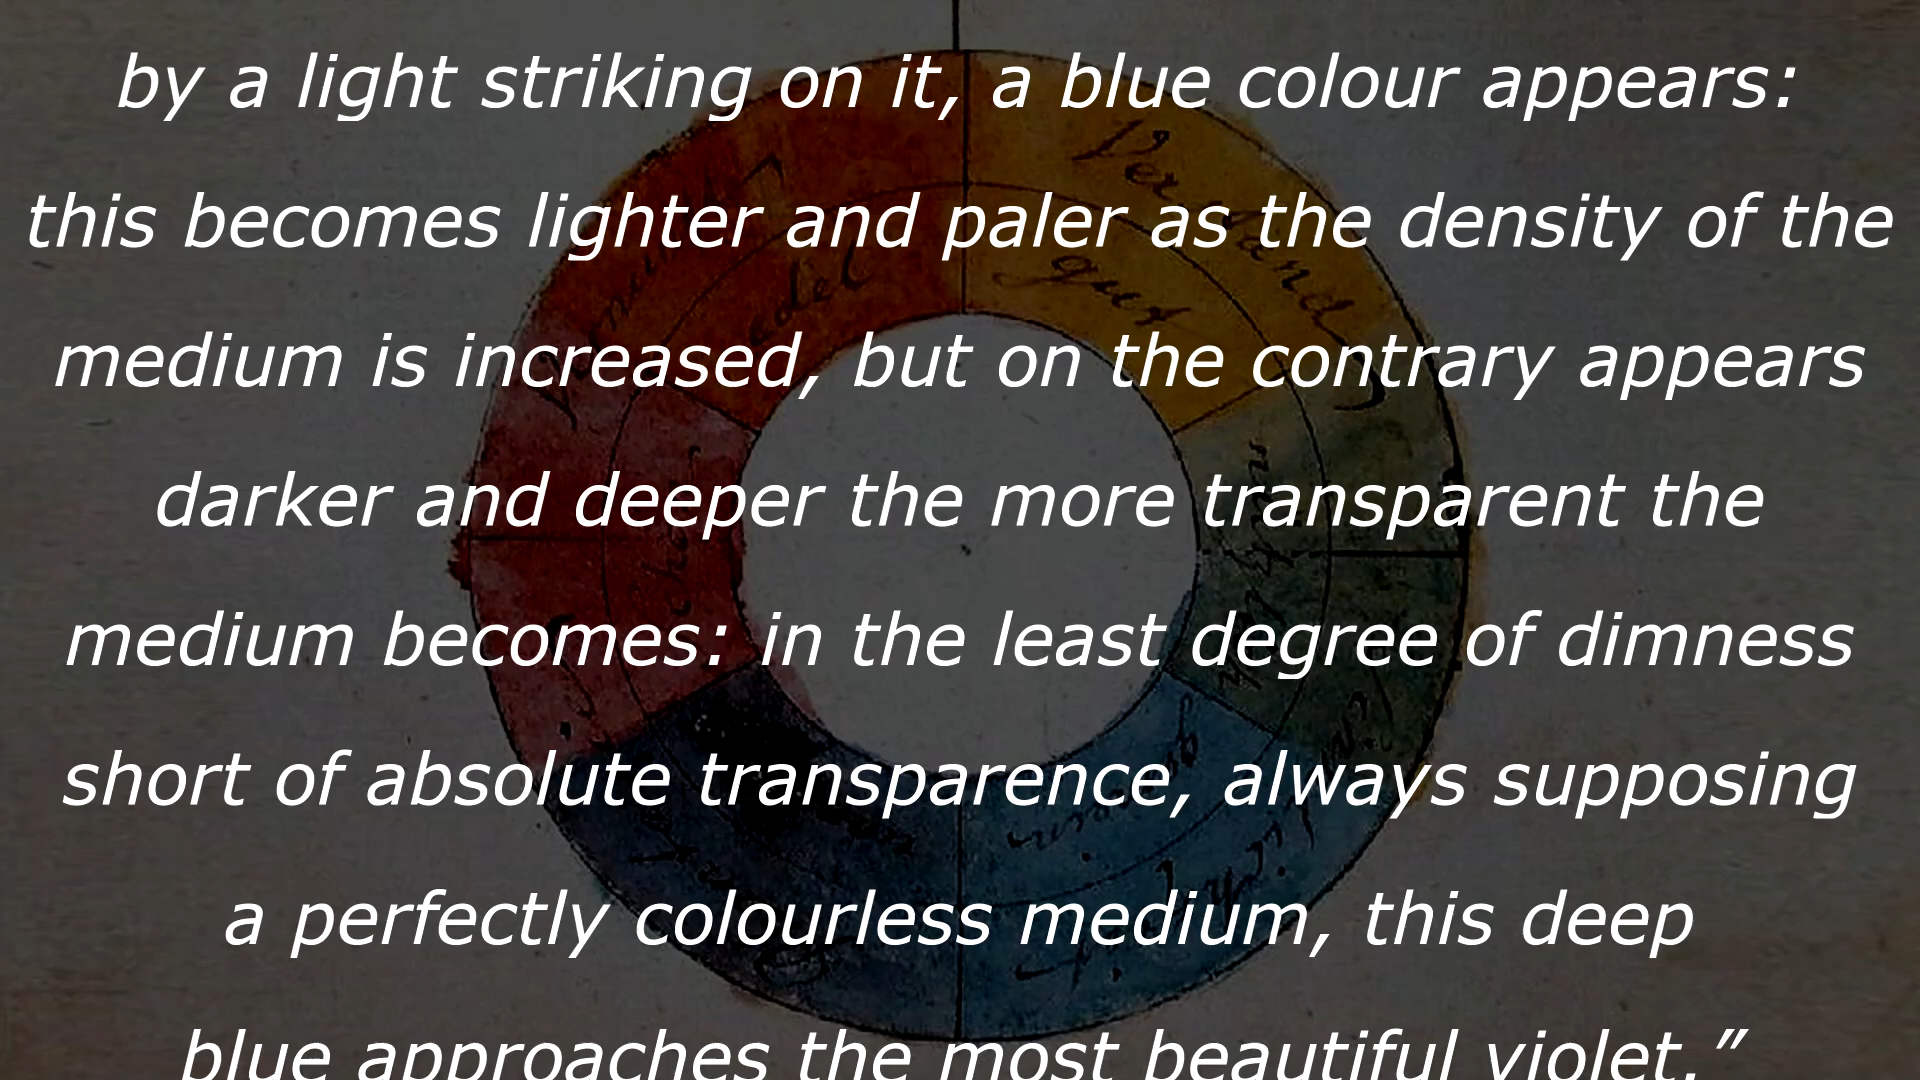 by a light striking on it, a blue colour appears:
this becomes lighter and paler as the density of the
medium is increased, but on the contrary appears
darker and deeper the more transparent the
medium becomes: in the least degree of dimness
short of absolute transparence, always supposing
a perfectly colourless medium, this deep
blue approaches the most beautiful violet.”
Verstand
gut
edel